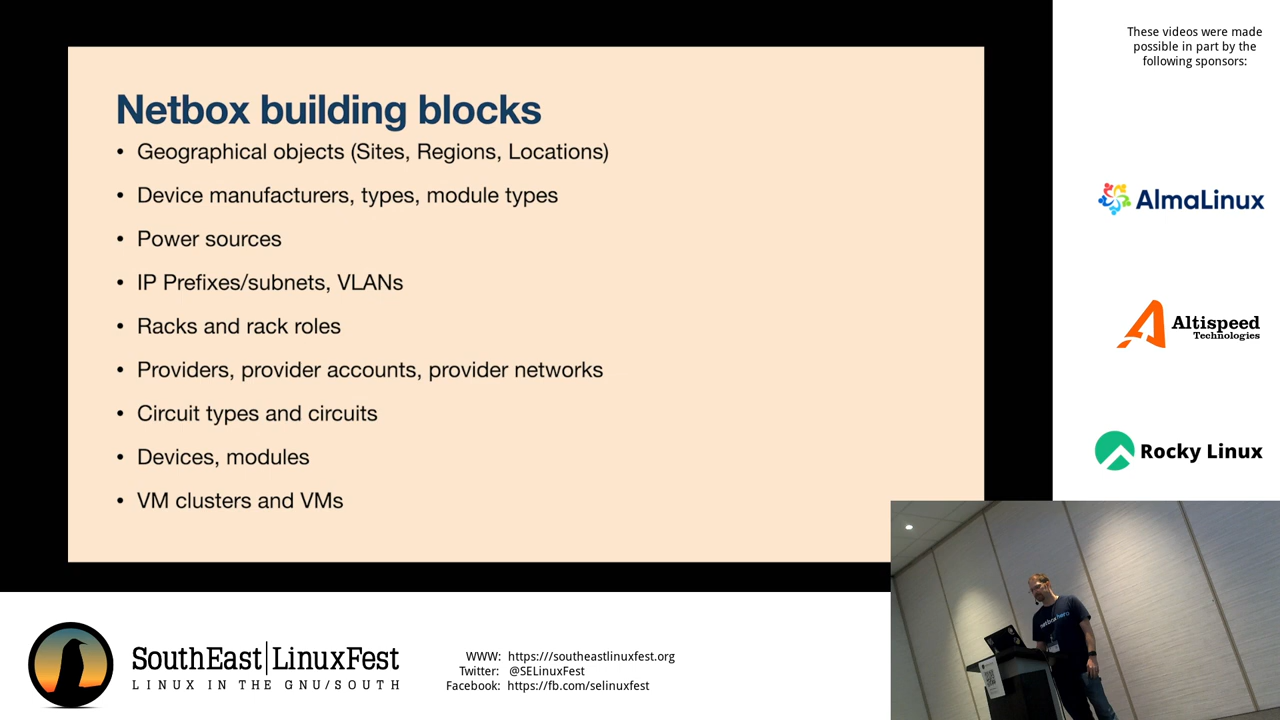 These videos were made
possible in part by the
following sponsors:
Netbox building blocks
• Geographical objects (Sites, Regions, Locations)
• Device manufacturers, types, module types
• Power sources
• IP Prefixes/subnets, VLANs
• Racks and rack roles
• Providers, provider accounts, provider networks
• Circuit types and circuits
• Devices, modules
• VM clusters and VMs
AlmaLinux
Altispeed
Technologies
Rocky Linux
netbox hero
SouthEast|LinuxFest
LINUX IN THE GNU/SOUTH
WWW: https:///southeastlinuxfest.org
Twitter: @SELinuxFest
Facebook: https://fb.com/selinuxfest